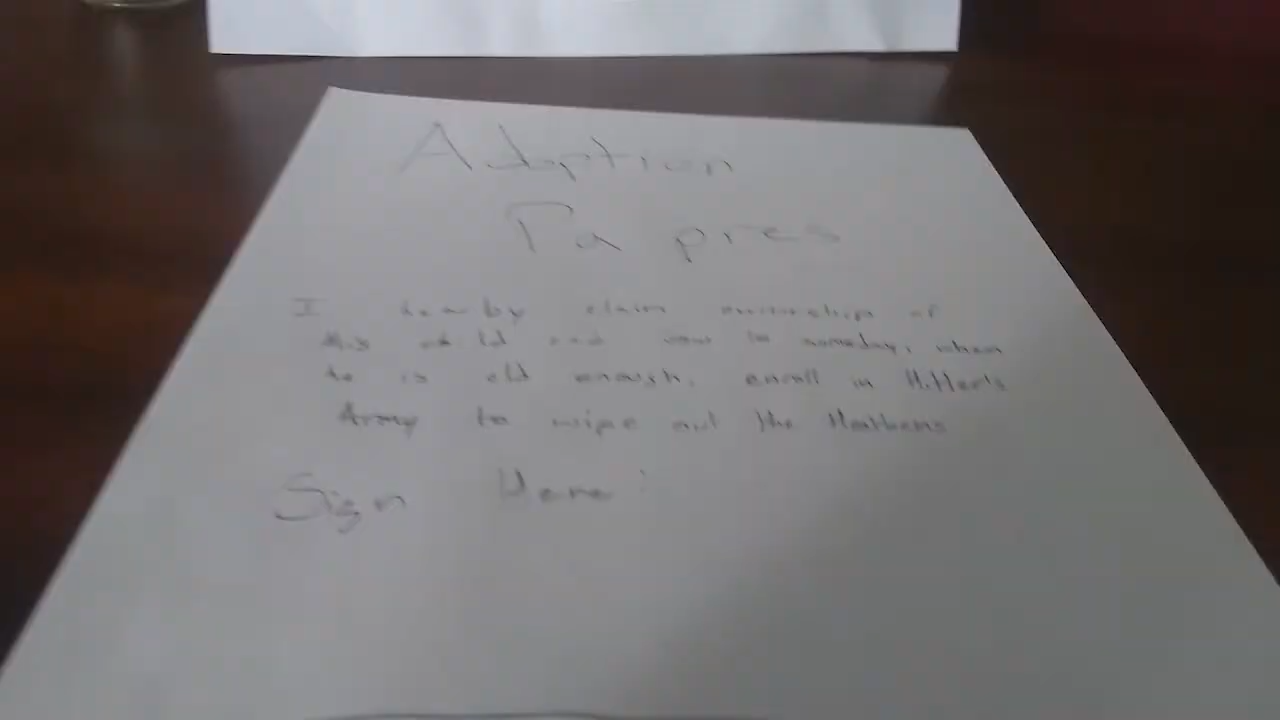 Adoption
Papres
I hearby claim ownership of
this child and vow to someday, when
he is old enough, enroll in Hitler's
Army to wipe out the Heathens
Sign Here: